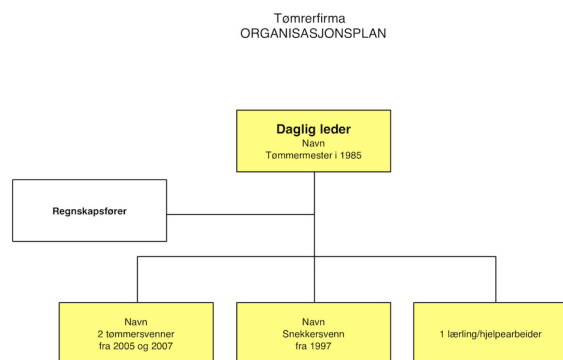 Tømrerfirma
ORGANISASJONSPLAN
Daglig leder
Navn
Tømmermester i 1985
Regnskapsfører
Navn
2 tømmersvenner
fra 2005 og 2007
Navn
Snekkersvenn
fra 1997
1 lærling/hjelpearbeider